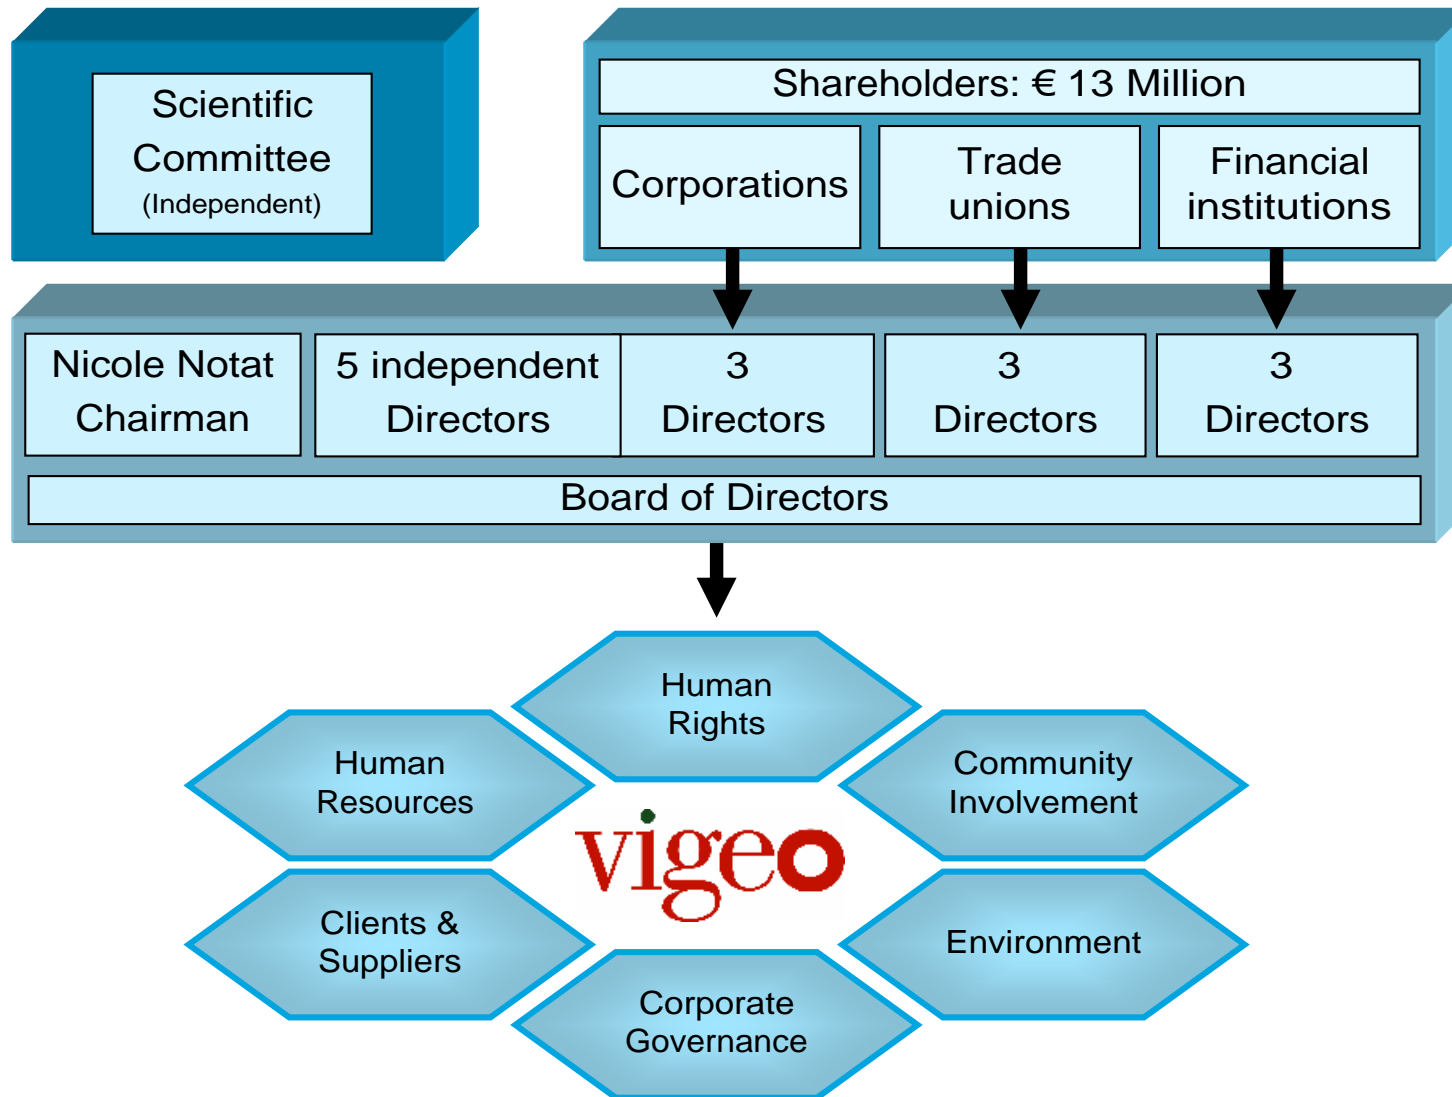 Scientific
Committee
(Independent)
Shareholders: € 13 Million
Corporations
Trade
unions
Financial
institutions
Nicole Notat
Chairman
5 independent
Directors
3
Directors
3
Directors
3
Directors
Board of Directors
Human
Rights
Human
Resources
Community
Involvement
vigeo
Clients &
Suppliers
Environment
Corporate
Governance